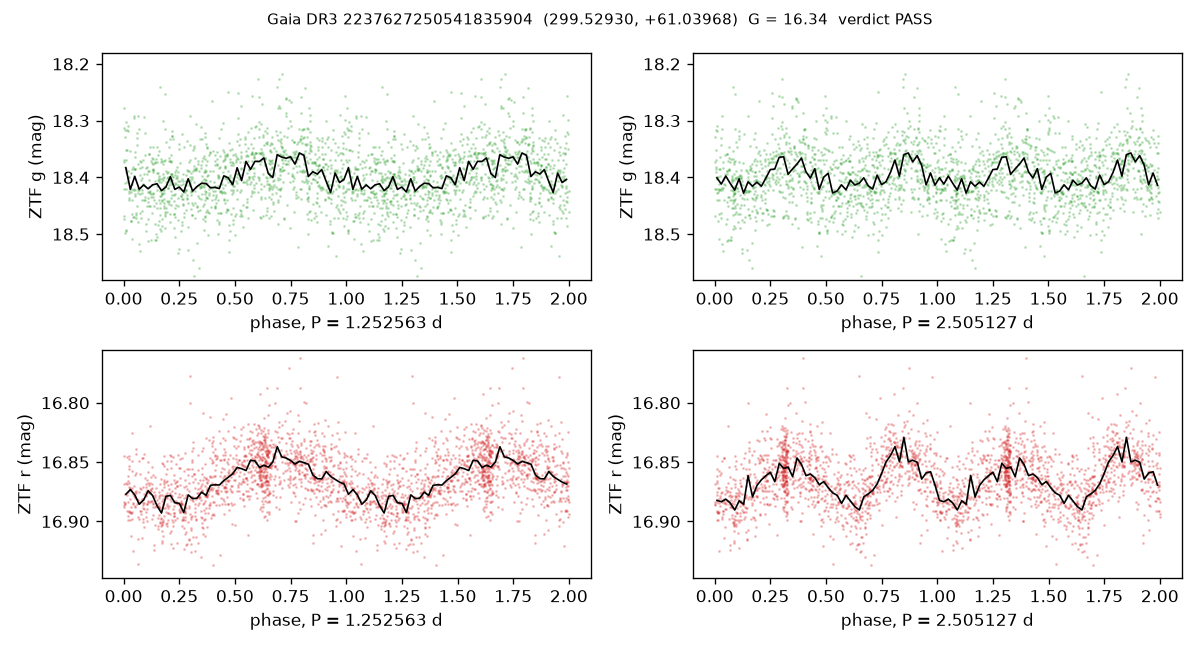 Gaia DR3 2237627250541835904 (299.52930, +61.03968) G = 16.34 verdict PASS
ZTF g (mag)
18.2
18.3
18.4
18.5
0.00 0.25 0.50 0.75 1.00 1.25 1.50 1.75 2.00
phase, P = 1.252563 d
ZTF g (mag)
18.2
18.3
18.4
18.5
0.00 0.25 0.50 0.75 1.00 1.25 1.50 1.75 2.00
phase, P = 2.505127 d
ZTF r (mag)
16.80
16.85
16.90
0.00 0.25 0.50 0.75 1.00 1.25 1.50 1.75 2.00
phase, P = 1.252563 d
ZTF r (mag)
16.80
16.85
16.90
0.00 0.25 0.50 0.75 1.00 1.25 1.50 1.75 2.00
phase, P = 2.505127 d